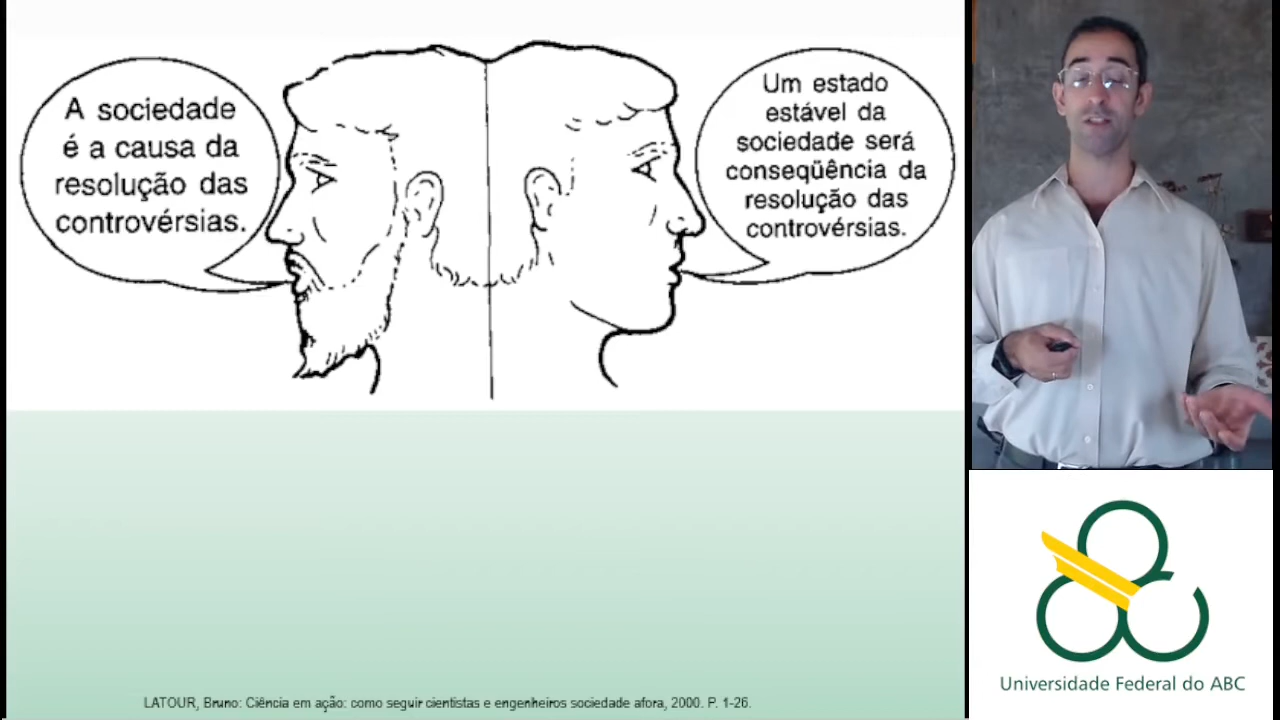 A sociedade
é a causa da
resolução das
controvérsias.
Um estado
estável da
sociedade será
conseqüência da
resolução das
controvérsias.
LATOUR, Bruno: Ciência em ação: como seguir cientistas e engenheiros sociedade afora, 2000. P. 1-26.
Universidade Federal do ABC